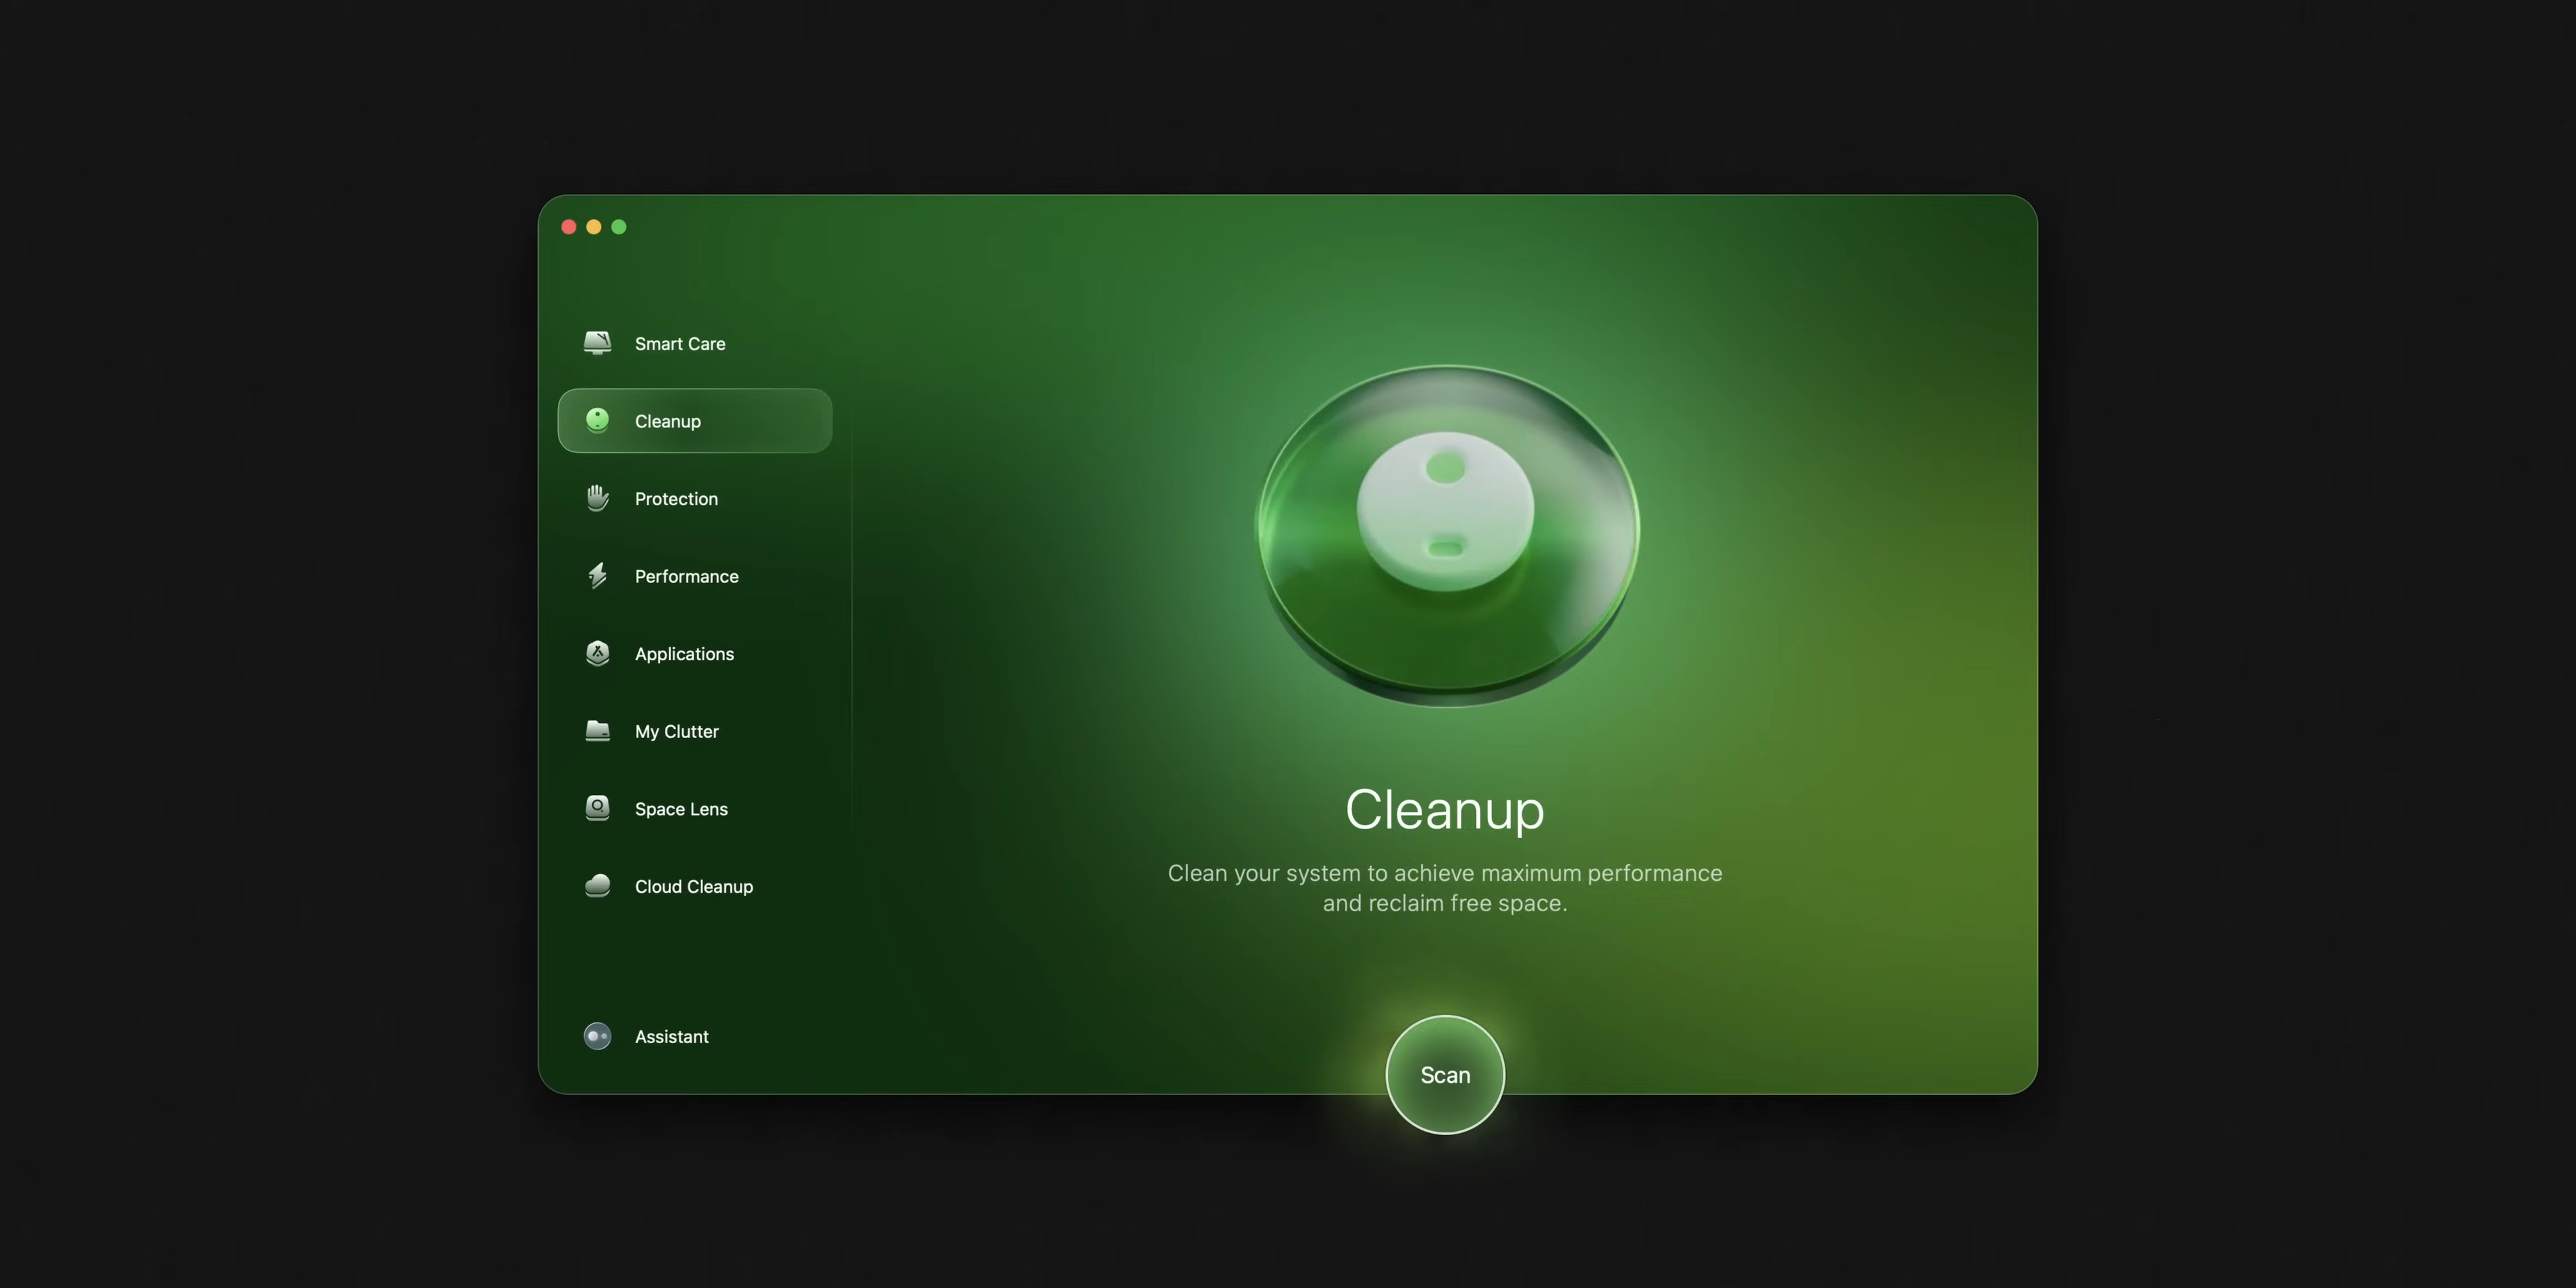 Smart Care
Cleanup
Protection
Performance
Applications
My Clutter
Space Lens
Cloud Cleanup
Assistant
Cleanup
Clean your system to achieve maximum performance
and reclaim free space.
Scan